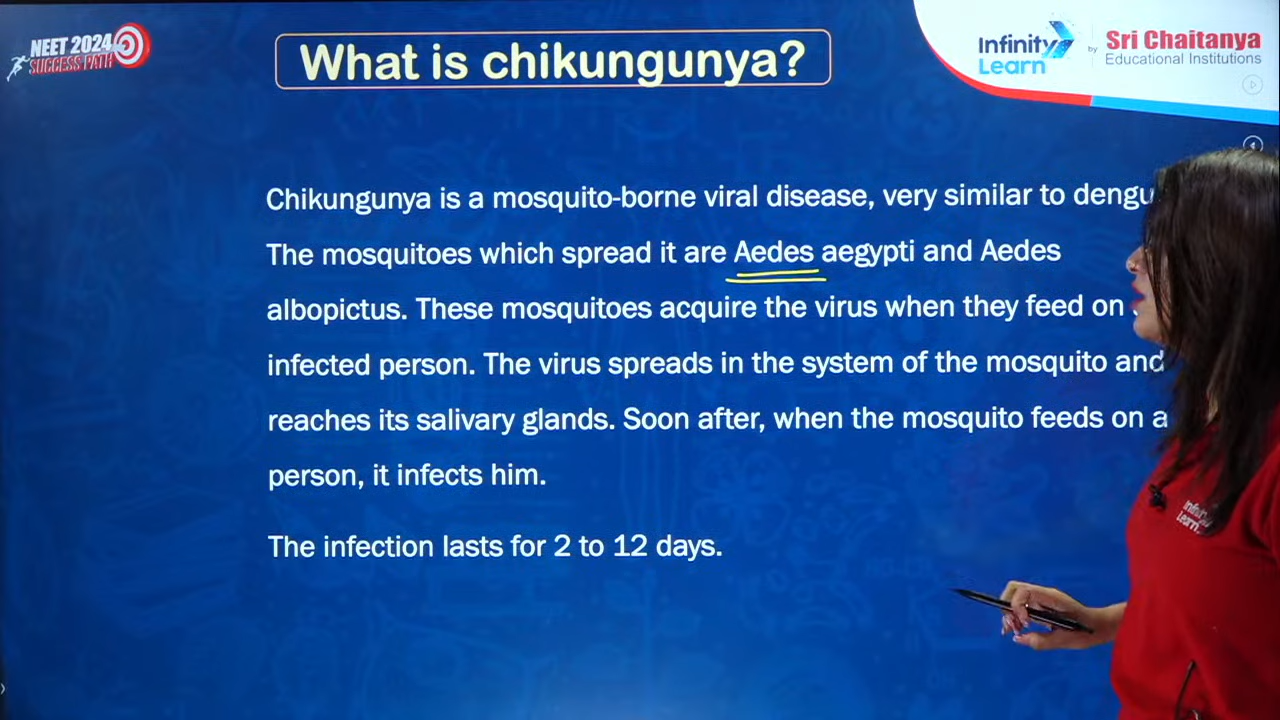 NEET 2024
SUCCESS PATH
What is chikungunya?
Infinity Learn by Sri Chaitanya
Educational Institutions
Chikungunya is a mosquito-borne viral disease, very similar to
The mosquitoes which spread it are Aedes aegypti and Aedes
albopictus. These mosquitoes acquire the virus when they feed on
infected person. The virus spreads in the system of the mosquito and
reaches its salivary glands. Soon after, when the mosquito feeds on a
person, it infects him.
The infection lasts for 2 to 12 days.
Infinity
Learn